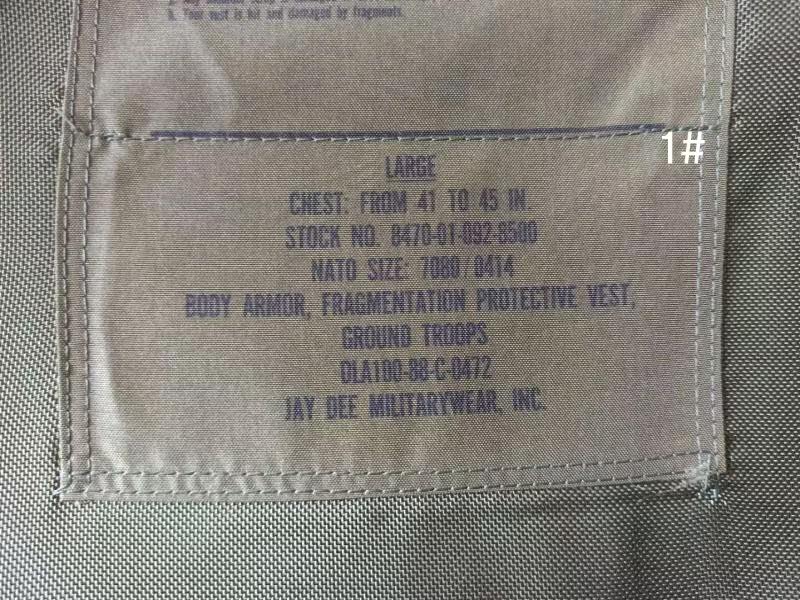 b. Your vest is hit and damaged by fragments.
1#
LARGE
CHEST: FROM 41 TO 45 IN.
STOCK NO. 8470-01-092-8500
NATO SIZE: 7080/0414
BODY ARMOR, FRAGMENTATION PROTECTIVE VEST,
GROUND TROOPS
DLA100-88-C-0472
JAY DEE MILITARYWEAR, INC.